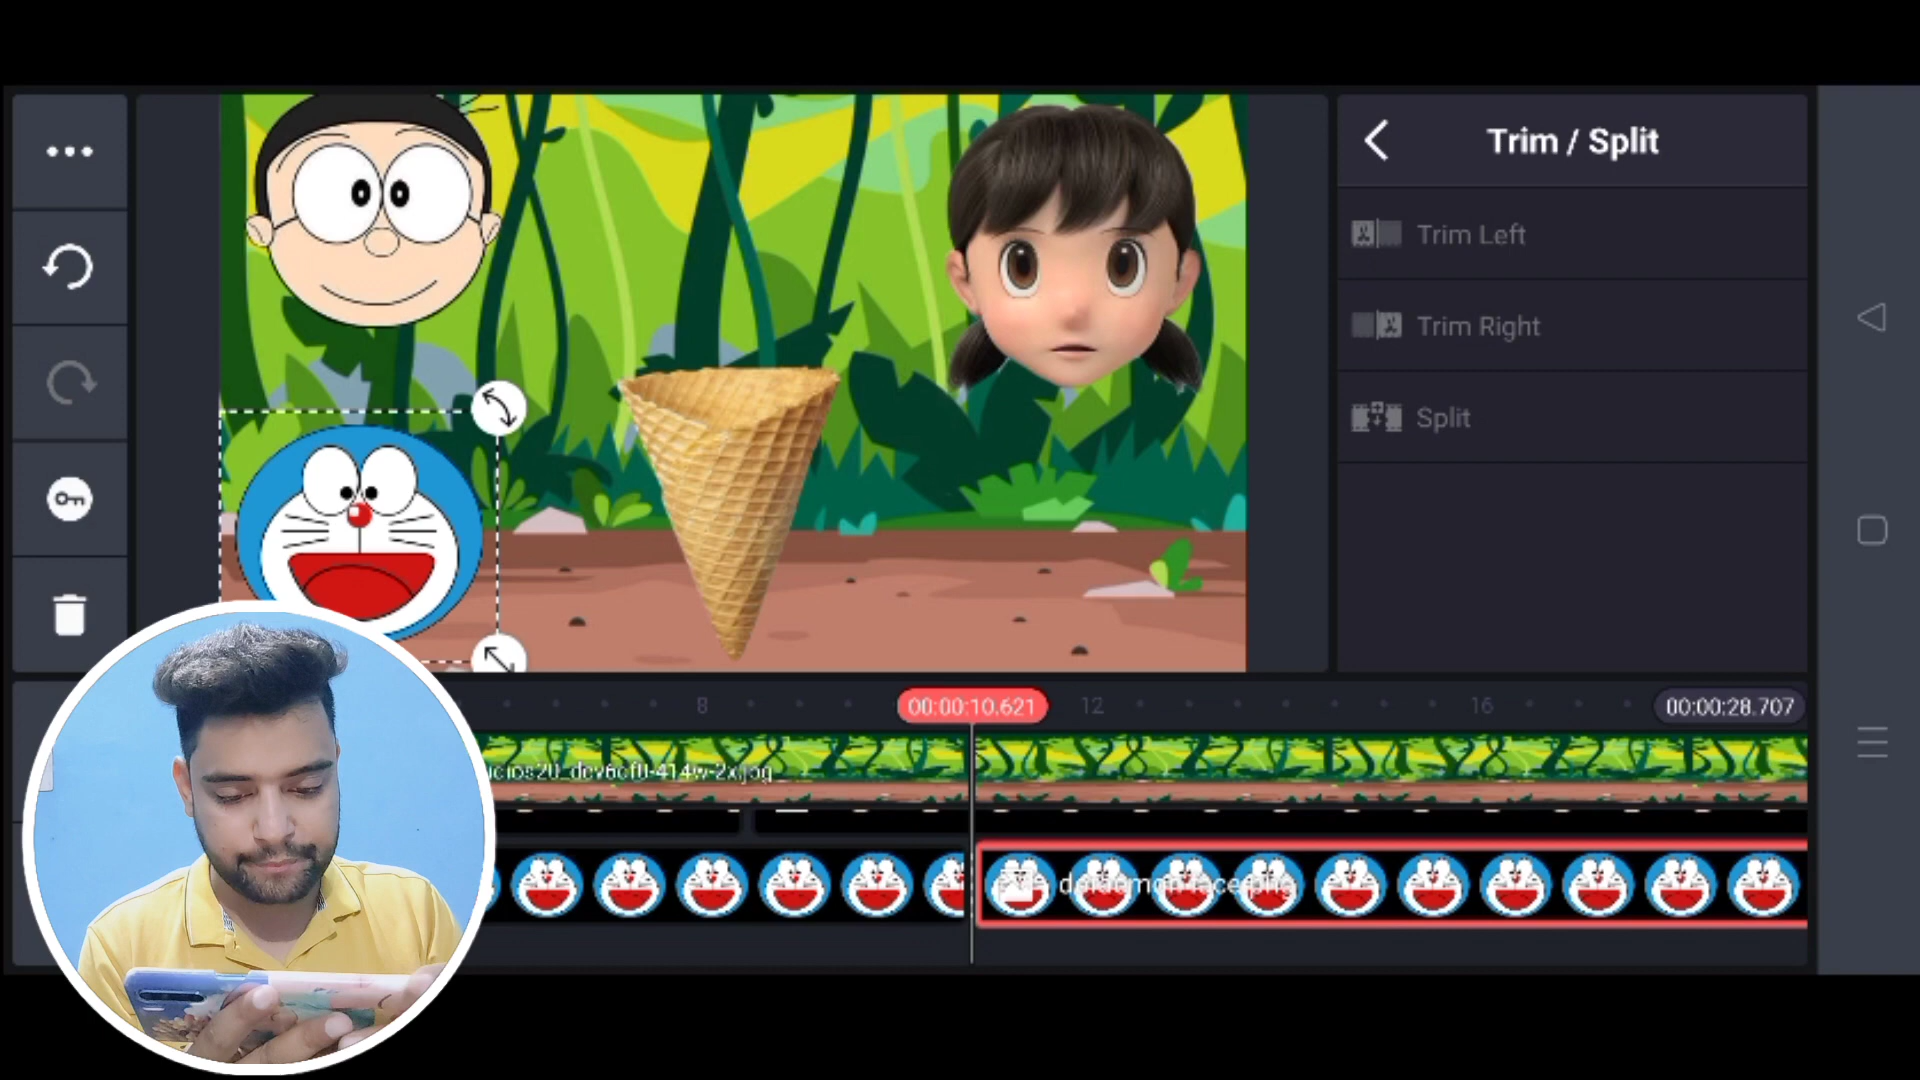 Trim / Split
Trim Left
Trim Right
Split
8
00:00:10.621
12
16
00:00:28.707